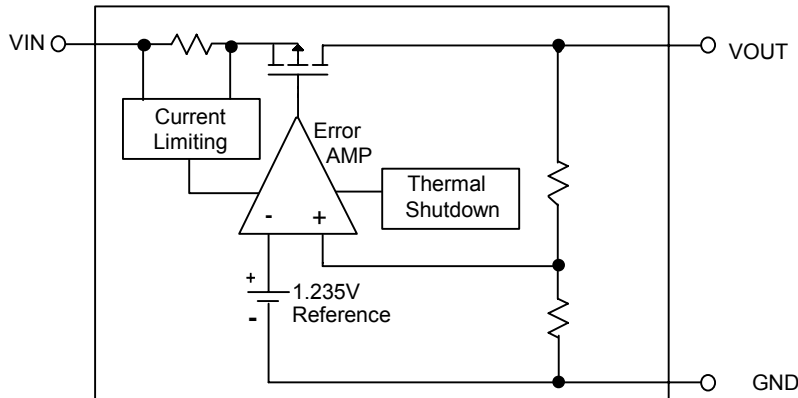 VIN
VOUT
Current
Limiting
Error
AMP
Thermal
Shutdown
- +
+
1.235V
Reference
-
GND